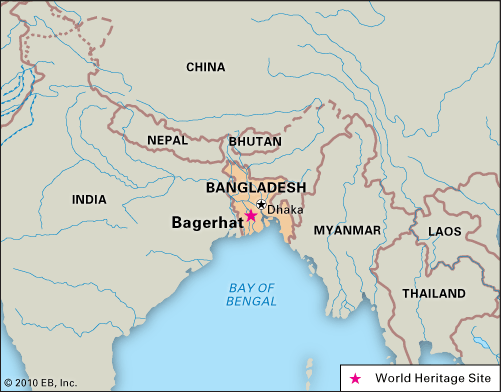 CHINA
NEPAL
BHUTAN
BANGLADESH
INDIA
Dhaka
Bagerhat
MYANMAR
LAOS
BAY OF
BENGAL
THAILAND
© 2010 EB, Inc.
World Heritage Site